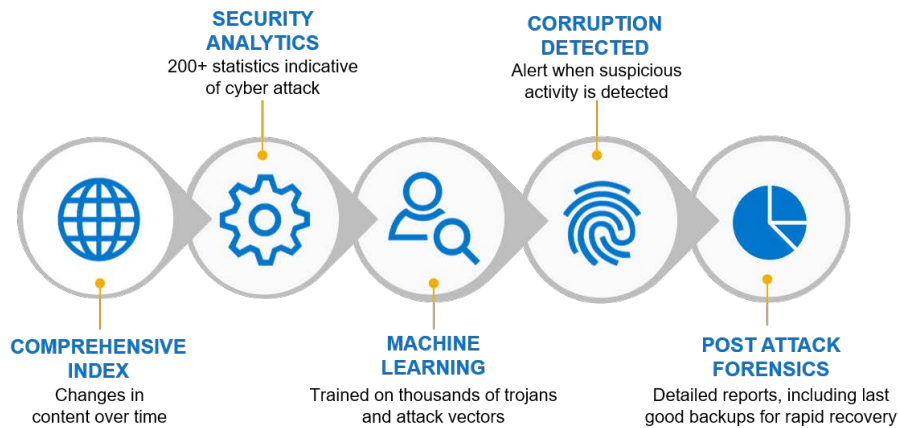 SECURITY
ANALYTICS
200+ statistics indicative
of cyber attack
CORRUPTION
DETECTED
Alert when suspicious
activity is detected
COMPREHENSIVE
INDEX
Changes in
content over time
MACHINE
LEARNING
Trained on thousands of trojans
and attack vectors
POST ATTACK
FORENSICS
Detailed reports, including last
good backups for rapid recovery